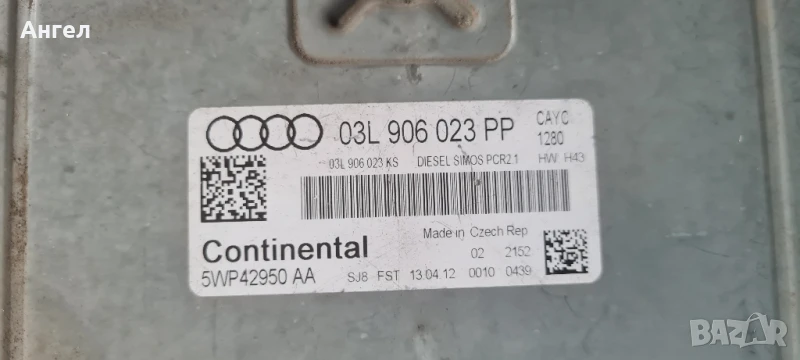 Ангел
03L 906 023 PP
CAYC
1280
03L 906 023 KS DIESEL SIMOS PCR2.1 HW H43
Continental
Made in Czech Rep
02 2152
5WP42950 AA SJ8 FST 13.04.12 0010 0439
BAZAR